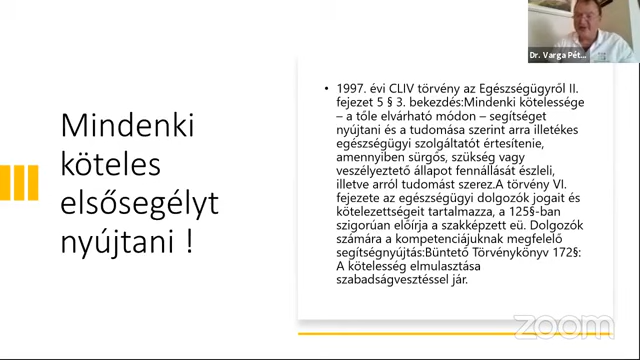 Dr. Varga Pét...
Mindenki
köteles
elsősegélyt
nyújtani !
• 1997. évi CLIV törvény az Egészségügyről II.
fejezet 5 § 3. bekezdés:Mindenki kötelessége
– a tőle elvárható módon – segítséget
nyújtani és a tudomása szerint arra illetékes
egészségügyi szolgáltatót értesítenie,
amennyiben sürgős, szükség vagy
veszélyeztető állapot fennállását észleli,
illetve arról tudomást szerez.A törvény VI.
fejezete az egészségügyi dolgozók jogait és
kötelezettségeit tartalmazza, a 125§-ban
szigorúan előírja a szakképzett eü. Dolgozók
számára a kompetenciájuknak megfelelő
segítségnyújtás:Büntető Törvénykönyv 172§:
A kötelesség elmulasztása
szabadságvesztéssel jár.
zoom